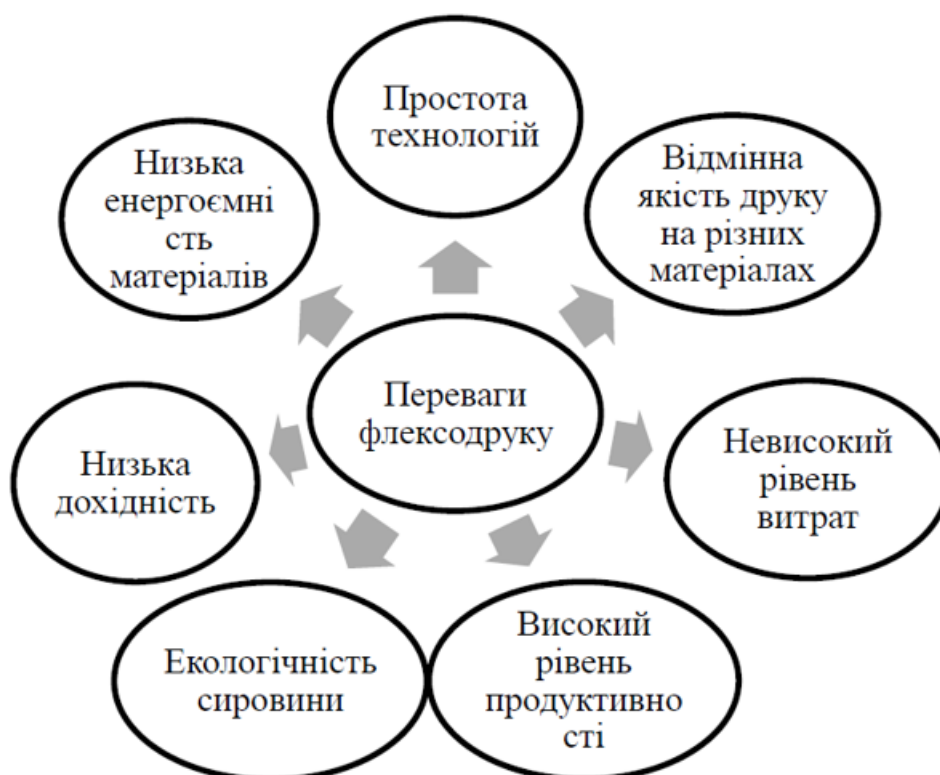 Простота
технологій
Відмінна
якість друку
на різних
матеріалах
Невисокий
рівень
витрат
Високий
рівень
продуктивно
сті
Екологічність
сировини
Низька
дохідність
Низька
енергоємні
сть
матеріалів
Переваги
флексодруку